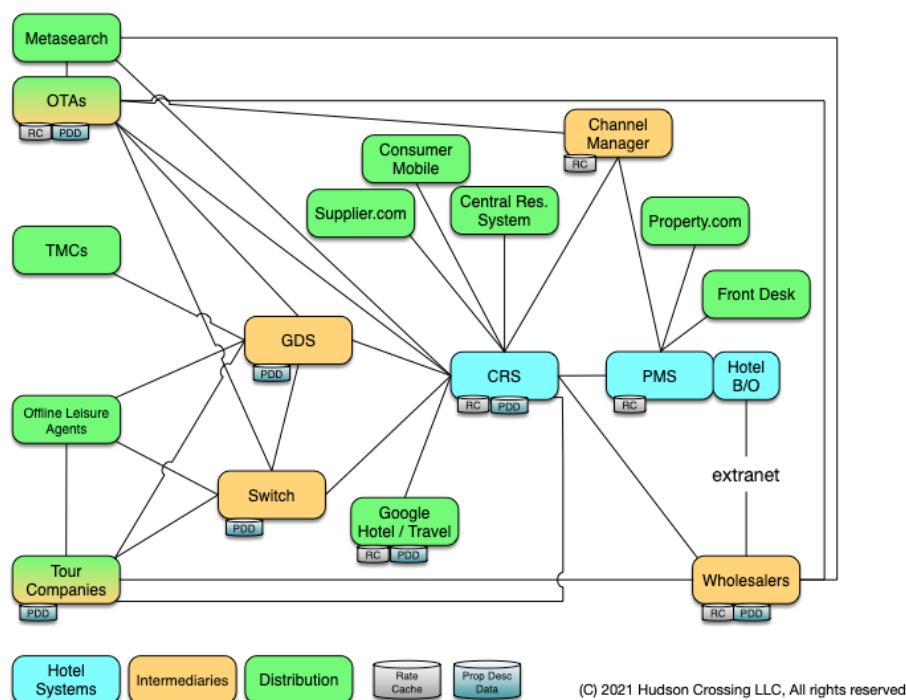 Metasearch
OTAs
RC
PDD
Channel
Manager
RC
Consumer
Mobile
Supplier.com
Central Res.
System
Property.com
TMCs
Front Desk
GDS
PDD
CRS
RC
PDD
PMS
RC
Hotel
B/O
Offline Leisure
Agents
extranet
Switch
PDD
Google
Hotel / Travel
RC
PDD
Tour
Companies
PDD
Wholesalers
RC
PDD
Hotel
Systems
Intermediaries
Distribution
Rate
Cache
Prop Desc
Data
(C) 2021 Hudson Crossing LLC, All rights reserved